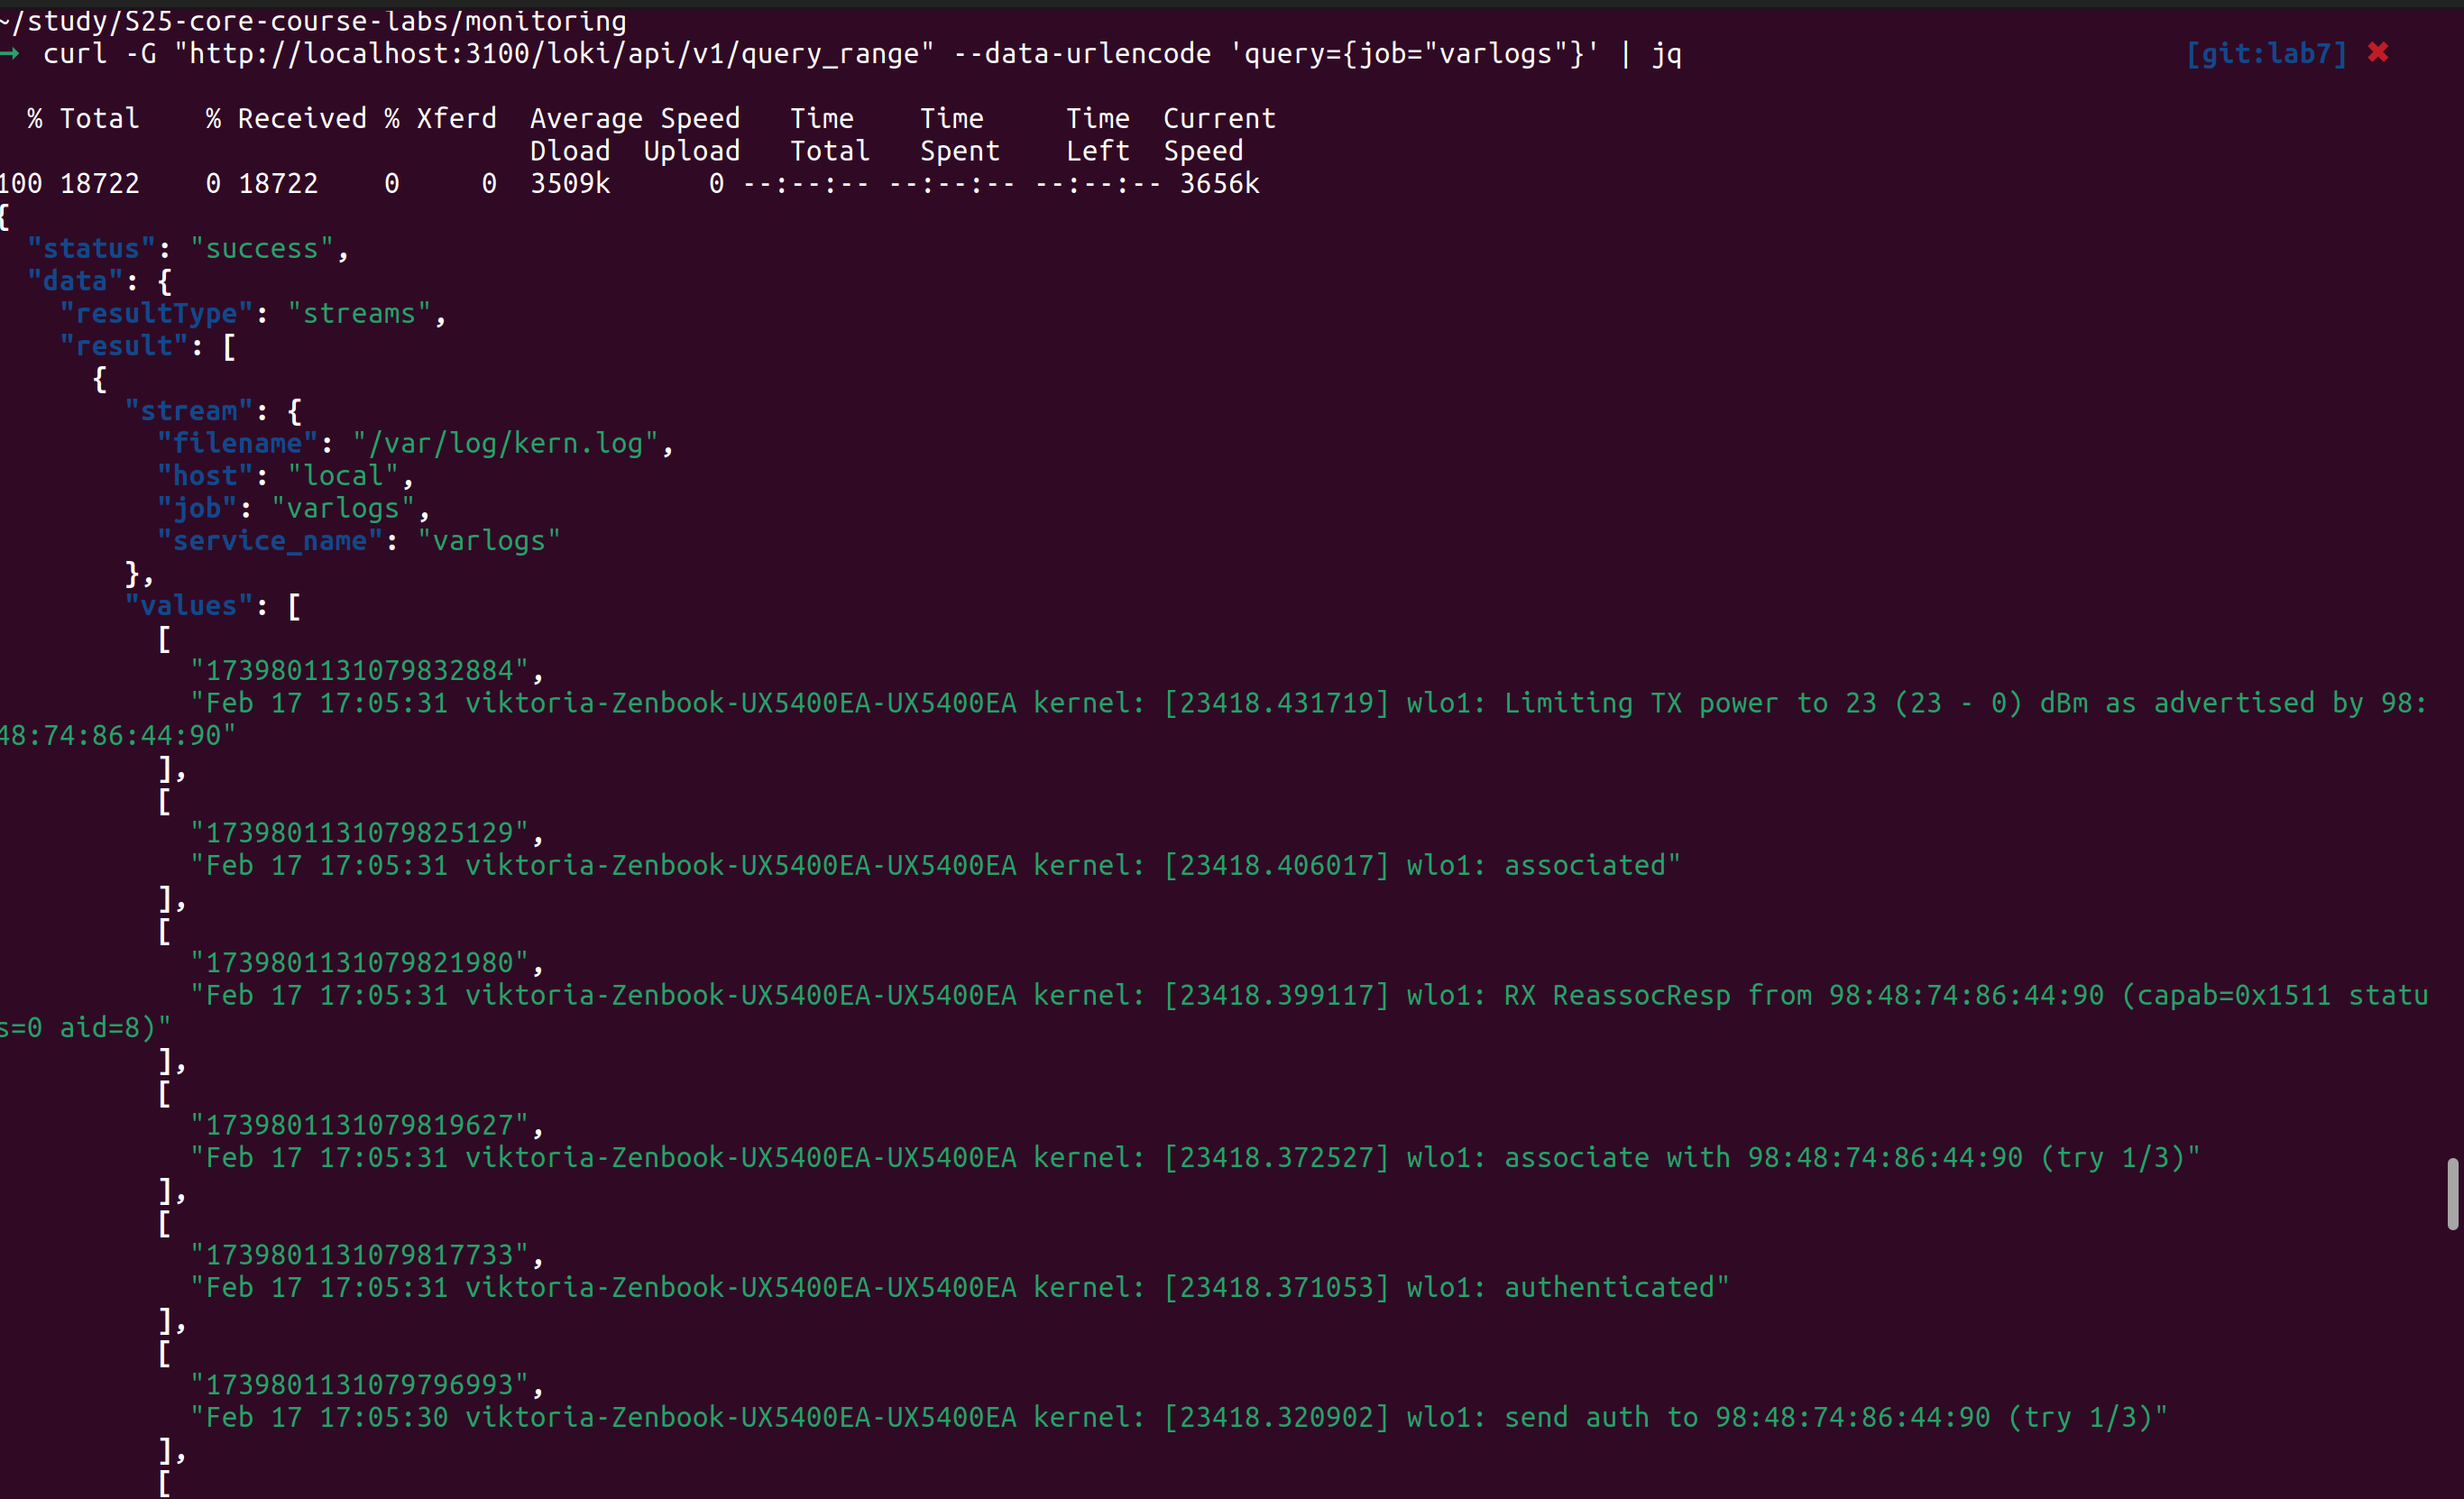 ~/study/S25-core-course-labs/monitoring
→ curl -G "http://localhost:3100/loki/api/v1/query_range" --data-urlencode 'query={job="varlogs"}' | jq [git:lab7] ✖
% Total % Received % Xferd Average Speed Time Time Time Current
Dload Upload Total Spent Left Speed
100 18722 0 18722 0 0 3509k 0 --:--:-- --:--:-- --:--:-- 3656k
{
"status": "success",
"data": {
"resultType": "streams",
"result": [
{
"stream": {
"filename": "/var/log/kern.log",
"host": "local",
"job": "varlogs",
"service_name": "varlogs"
},
"values": [
[
"1739801131079832884",
"Feb 17 17:05:31 viktoria-Zenbook-UX5400EA-UX5400EA kernel: [23418.431719] wlo1: Limiting TX power to 23 (23 - 0) dBm as advertised by 98:
48:74:86:44:90"
],
[
"1739801131079825129",
"Feb 17 17:05:31 viktoria-Zenbook-UX5400EA-UX5400EA kernel: [23418.406017] wlo1: associated"
],
[
"1739801131079821980",
"Feb 17 17:05:31 viktoria-Zenbook-UX5400EA-UX5400EA kernel: [23418.399117] wlo1: RX ReassocResp from 98:48:74:86:44:90 (capab=0x1511 statu
s=0 aid=8)"
],
[
"1739801131079819627",
"Feb 17 17:05:31 viktoria-Zenbook-UX5400EA-UX5400EA kernel: [23418.372527] wlo1: associate with 98:48:74:86:44:90 (try 1/3)"
],
[
"1739801131079817733",
"Feb 17 17:05:31 viktoria-Zenbook-UX5400EA-UX5400EA kernel: [23418.371053] wlo1: authenticated"
],
[
"1739801131079796993",
"Feb 17 17:05:30 viktoria-Zenbook-UX5400EA-UX5400EA kernel: [23418.320902] wlo1: send auth to 98:48:74:86:44:90 (try 1/3)"
],
[